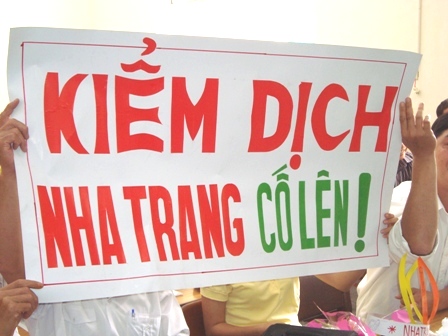 KIỂM DỊCH
NHA TRANG CỐ LÊN!